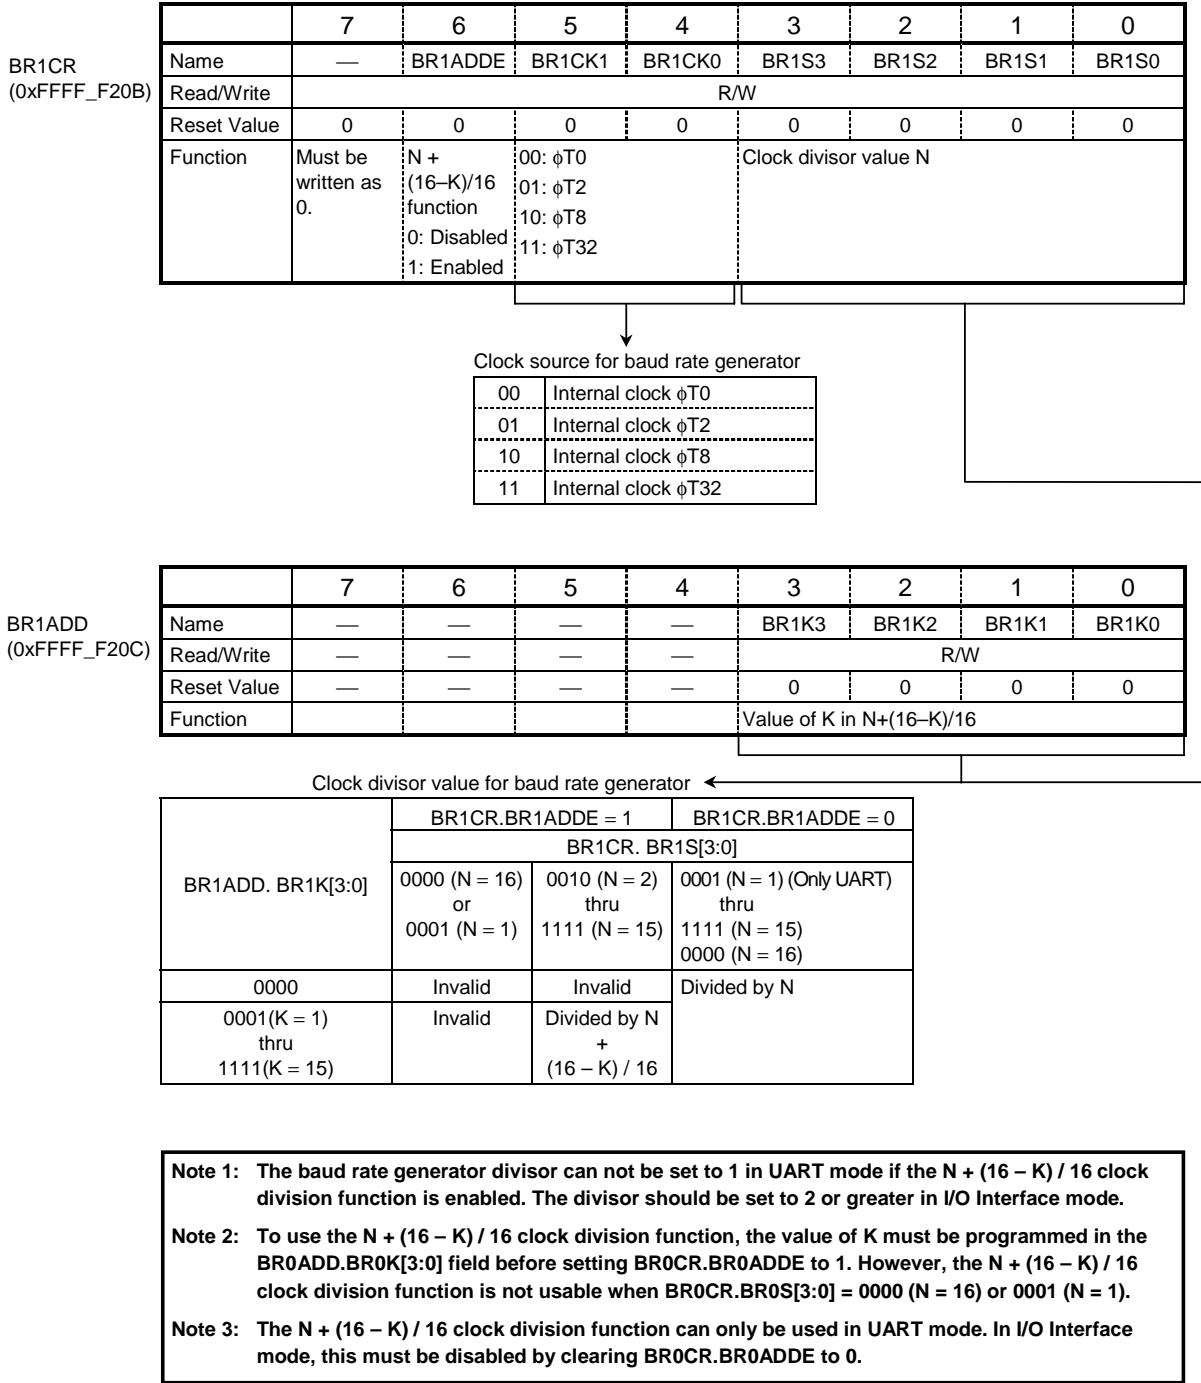 7 6 5 4 3 2 1 0
BR1CR
(0xFFFF_F20B)
Name — BR1ADDE BR1CK1 BR1CK0 BR1S3 BR1S2 BR1S1 BR1S0
Read/Write R/W
Reset Value 0 0 0 0 0 0 0 0
Function
Must be
written as
0.
N +
(16–K)/16
function
0: Disabled
1: Enabled
00: ϕT0
01: ϕT2
10: ϕT8
11: ϕT32
Clock divisor value N
Clock source for baud rate generator
00 Internal clock ϕT0
01 Internal clock ϕT2
10 Internal clock ϕT8
11 Internal clock ϕT32
7 6 5 4 3 2 1 0
BR1ADD
(0xFFFF_F20C)
Name — — — — BR1K3 BR1K2 BR1K1 BR1K0
Read/Write — — — — R/W
Reset Value — — — — 0 0 0 0
Function Value of K in N+(16–K)/16
Clock divisor value for baud rate generator
BR1ADD. BR1K[3:0]
BR1CR.BR1ADDE = 1 BR1CR.BR1ADDE = 0
BR1CR. BR1S[3:0]
0000 (N = 16)
or
0001 (N = 1)
0010 (N = 2)
thru
1111 (N = 15)
0001 (N = 1) (Only UART)
thru
1111 (N = 15)
0000 (N = 16)
0000 Invalid Invalid Divided by N
0001(K = 1)
thru
1111(K = 15)
Invalid
Divided by N
+
(16 – K) / 16
Note 1: The baud rate generator divisor can not be set to 1 in UART mode if the N + (16 – K) / 16 clock
division function is enabled. The divisor should be set to 2 or greater in I/O Interface mode.
Note 2: To use the N + (16 – K) / 16 clock division function, the value of K must be programmed in the
BR0ADD.BR0K[3:0] field before setting BR0CR.BR0ADDE to 1. However, the N + (16 – K) / 16
clock division function is not usable when BR0CR.BR0S[3:0] = 0000 (N = 16) or 0001 (N = 1).
Note 3: The N + (16 – K) / 16 clock division function can only be used in UART mode. In I/O Interface
mode, this must be disabled by clearing BR0CR.BR0ADDE to 0.